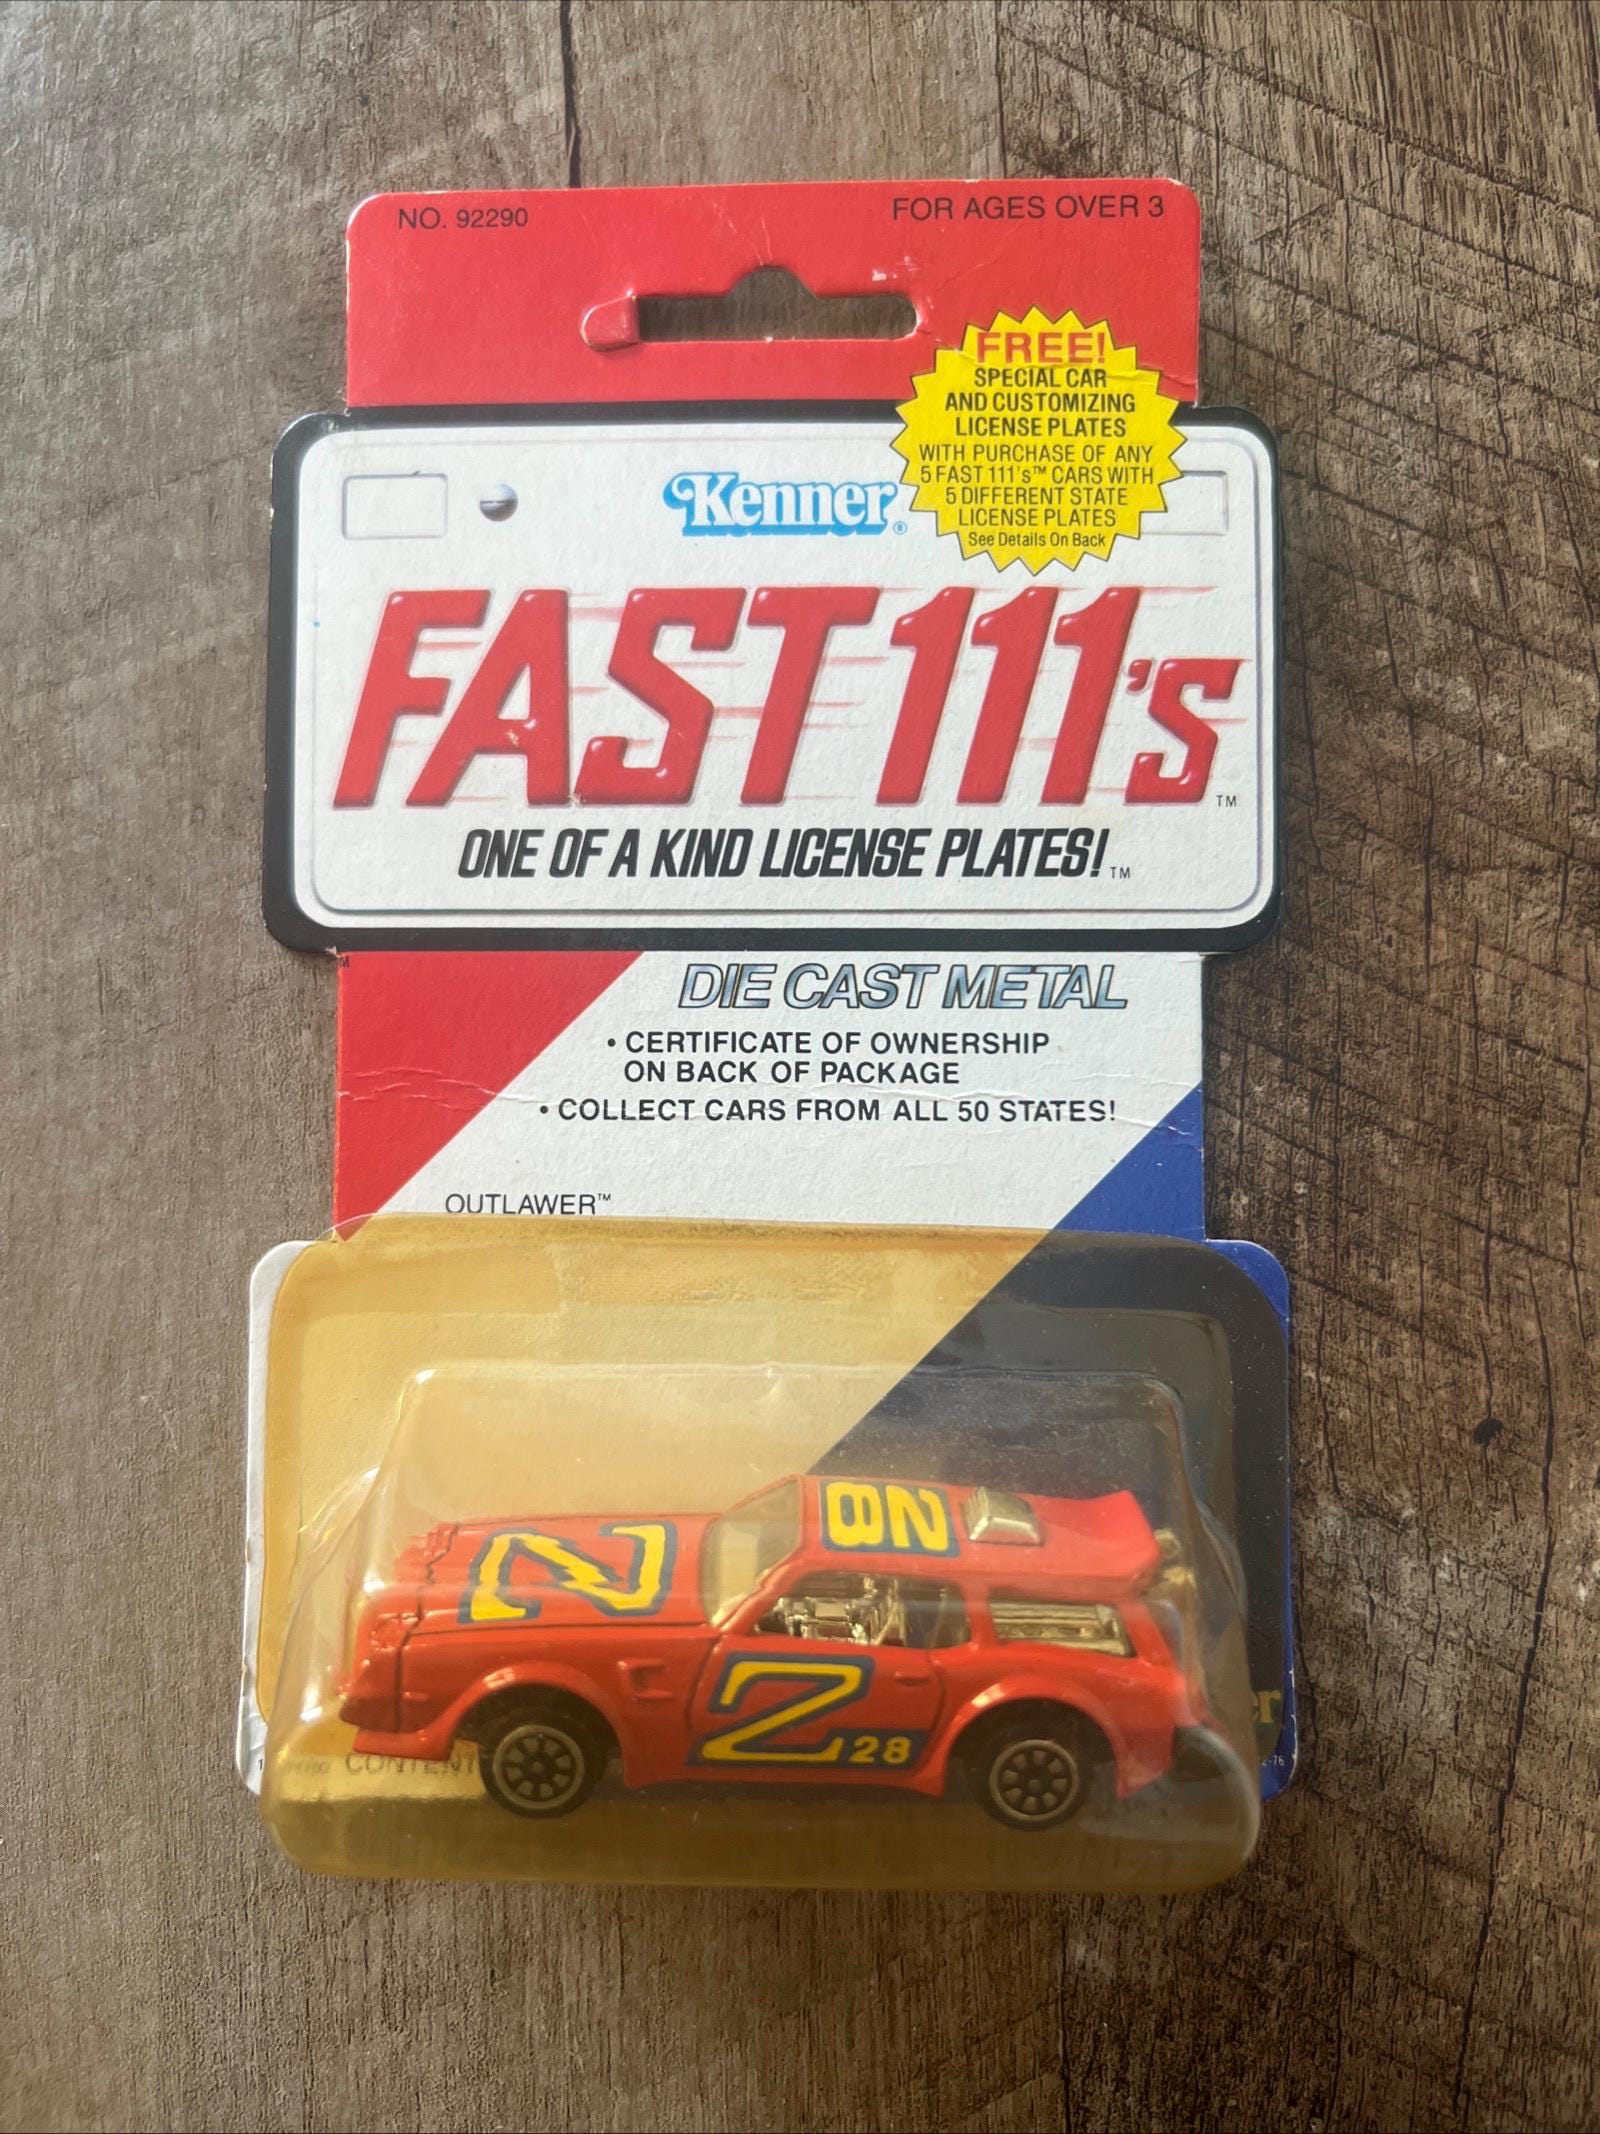 NO. 92290
FOR AGES OVER 3
FREE!
SPECIAL CAR
AND CUSTOMIZING
LICENSE PLATES
WITH PURCHASE OF ANY
5 FAST 111's™ CARS WITH
5 DIFFERENT STATE
LICENSE PLATES
See Details On Back
Kenner®
FAST 111's™
ONE OF A KIND LICENSE PLATES!™
DIE CAST METAL
• CERTIFICATE OF OWNERSHIP
ON BACK OF PACKAGE
• COLLECT CARS FROM ALL 50 STATES!
OUTLAWER™
28
Z
Z 28